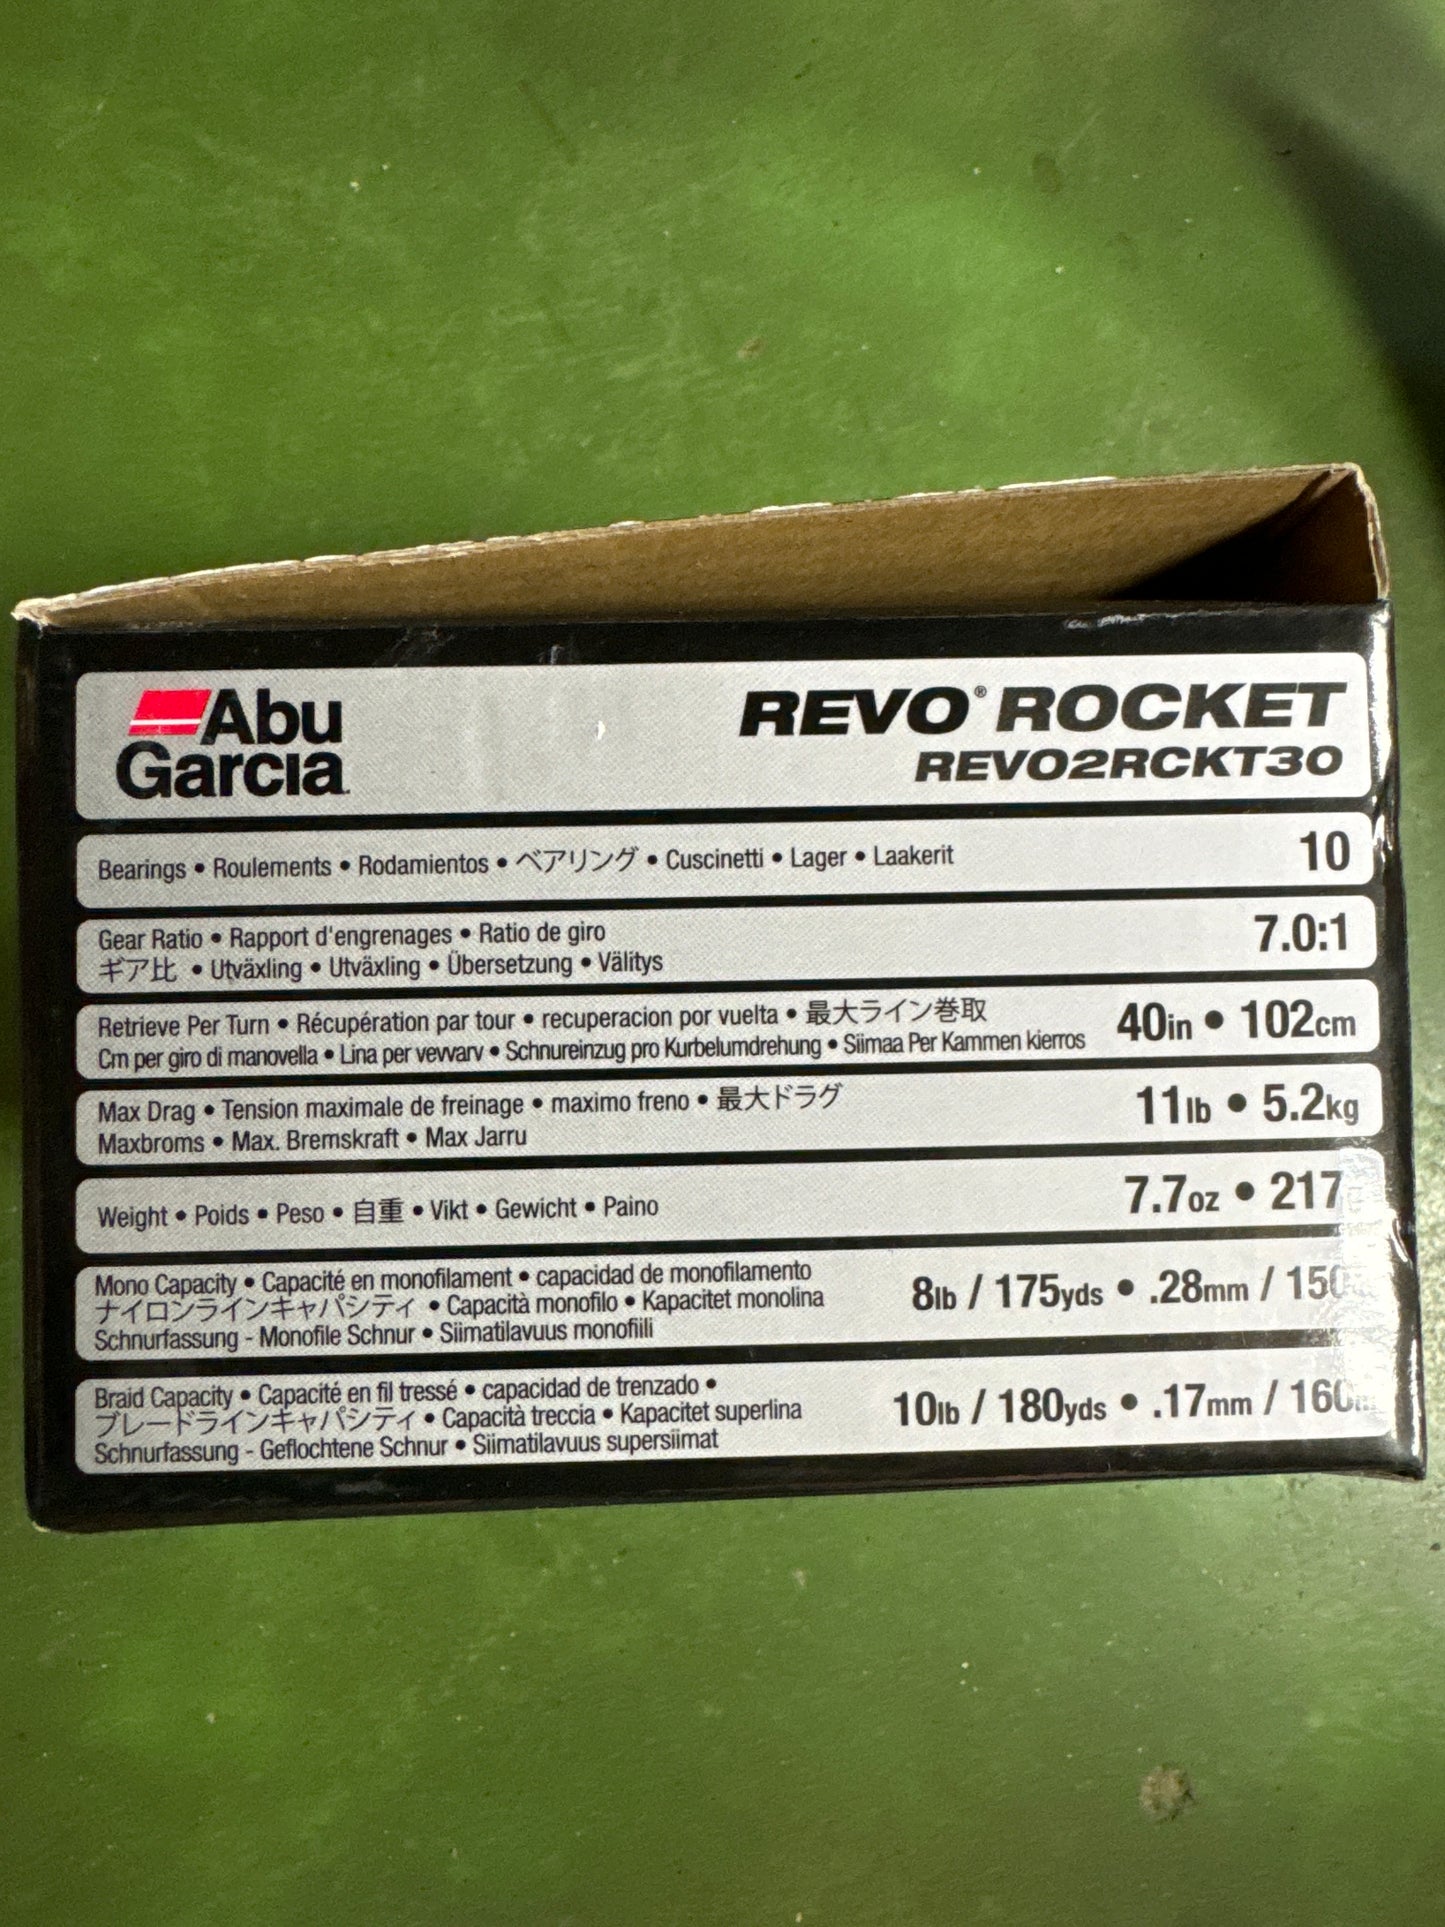 Abu
Garcia
REVO® ROCKET
REVO2RCKT30
Bearings • Roulements • Rodamientos • ベアリング • Cuscinetti • Lager • Laakerit 10
Gear Ratio • Rapport d'engrenages • Ratio de giro
ギア比 • Utväxling • Utväxling • Übersetzung • Välitys
7.0:1
Retrieve Per Turn • Récupération par tour • recuperacion por vuelta • 最大ライン巻取
Cm per giro di manovella • Lina per vevvarv • Schnureinzug pro Kurbelumdrehung • Siimaa Per Kammen kierros
40in • 102cm
Max Drag • Tension maximale de freinage • maximo freno • 最大ドラグ
Maxbroms • Max. Bremskraft • Max Jarru
11lb • 5.2kg
Weight • Poids • Peso • 自重 • Vikt • Gewicht • Paino 7.7oz • 217
Mono Capacity • Capacité en monofilament • capacidad de monofilamento
ナイロンラインキャパシティ • Capacità monofilo • Kapacitet monolina
Schnurfassung - Monofile Schnur • Siimatilavuus monofiili
8lb / 175yds • .28mm / 150
Braid Capacity • Capacité en fil tressé • capacidad de trenzado •
ブレードラインキャパシティ • Capacità treccia • Kapacitet superlina
Schnurfassung - Geflochtene Schnur • Siimatilavuus supersiimat
10lb / 180yds • .17mm / 160